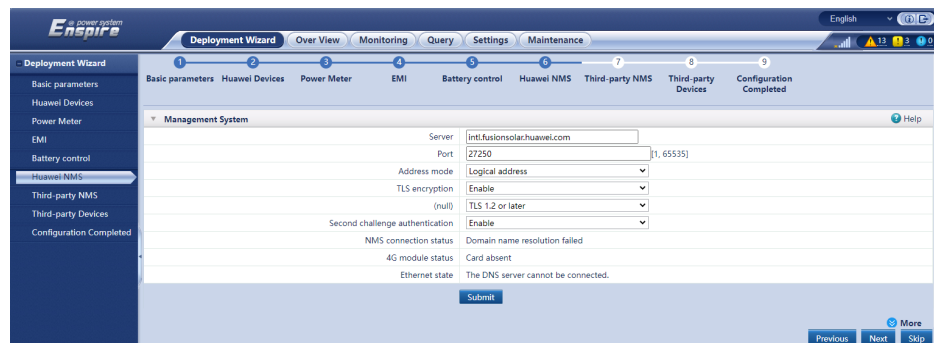 e power system
Enspire
English
13 3 0
Deployment Wizard Over View Monitoring Query Settings Maintenance
Deployment Wizard
Basic parameters
Huawei Devices
Power Meter
EMI
Battery control
Huawei NMS
Third-party NMS
Third-party Devices
Configuration Completed
1 2 3 4 5 6 7 8 9
Basic parameters Huawei Devices Power Meter EMI Battery control Huawei NMS Third-party NMS Third-party Devices Configuration Completed
Management System Help
Server intl.fusionsolar.huawei.com
Port 27250 [1, 65535]
Address mode Logical address
TLS encryption Enable
(null) TLS 1.2 or later
Second challenge authentication Enable
NMS connection status Domain name resolution failed
4G module status Card absent
Ethernet state The DNS server cannot be connected.
Submit
More
Previous Next Skip